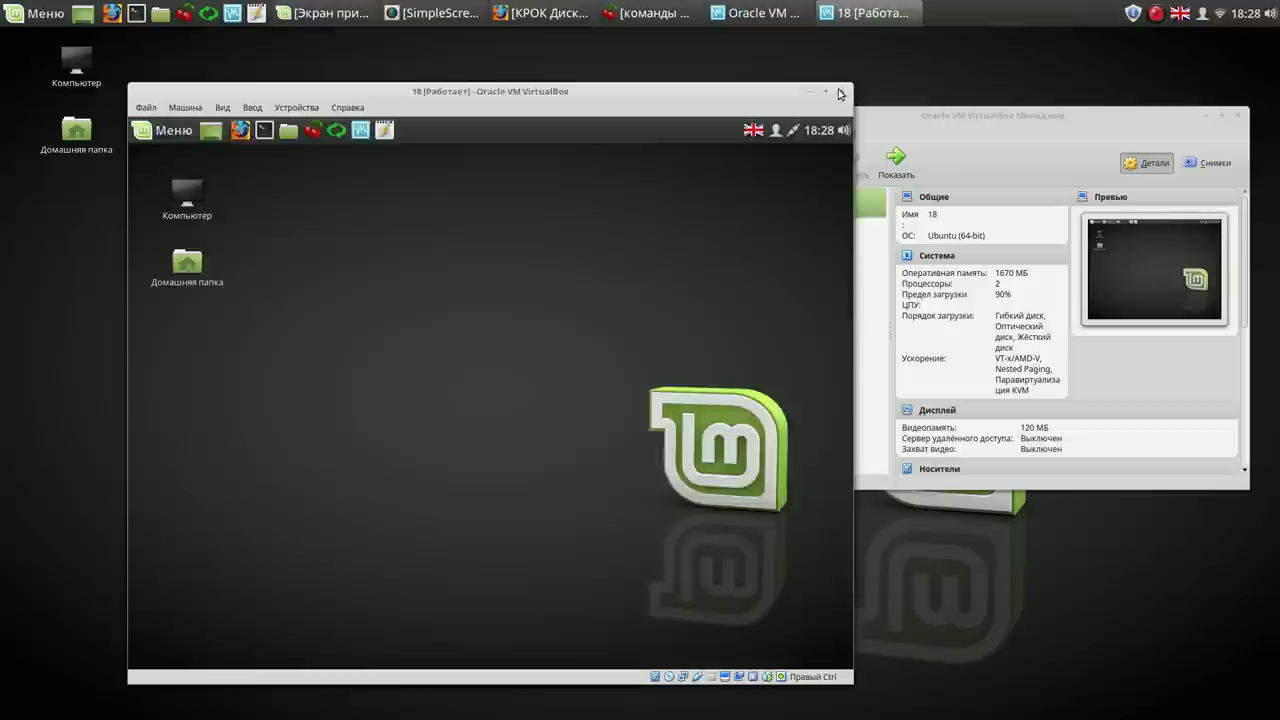 Меню [Экран при... [SimpleScre... [КРОК Диск... [команды ... Oracle VM ... 18 [Работа... 18:28
Компьютер
Домашняя папка
18 [Работает] - Oracle VM VirtualBox
Файл Машина Вид Ввод Устройства Справка
Меню 18:28
Компьютер
Домашняя папка
Правый Ctrl
Oracle VM VirtualBox Менеджер
Показать
Детали Снимки
Общие
Имя 18
:
ОС: Ubuntu (64-bit)
Превью
Система
Оперативная память: 1670 МБ
Процессоры: 2
Предел загрузки 90%
ЦПУ:
Порядок загрузки: Гибкий диск,
Оптический
диск, Жёсткий
диск
Ускорение: VT-x/AMD-V,
Nested Paging,
Паравиртуализа
ция KVM
Дисплей
Видеопамять: 120 МБ
Сервер удалённого доступа: Выключен
Захват видео: Выключен
Носители